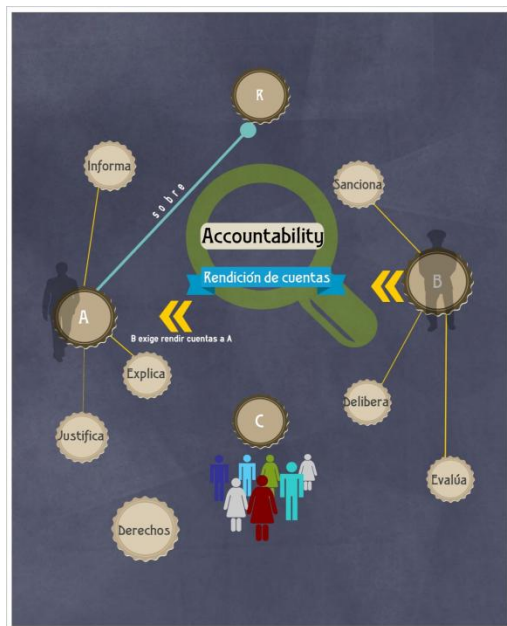 R
Informa
sobre
Sanciona
Accountability
Rendición de cuentas
A
B
B exige rendir cuentas a A
Explica
Delibera
Justifica
C
Evalúa
Derechos